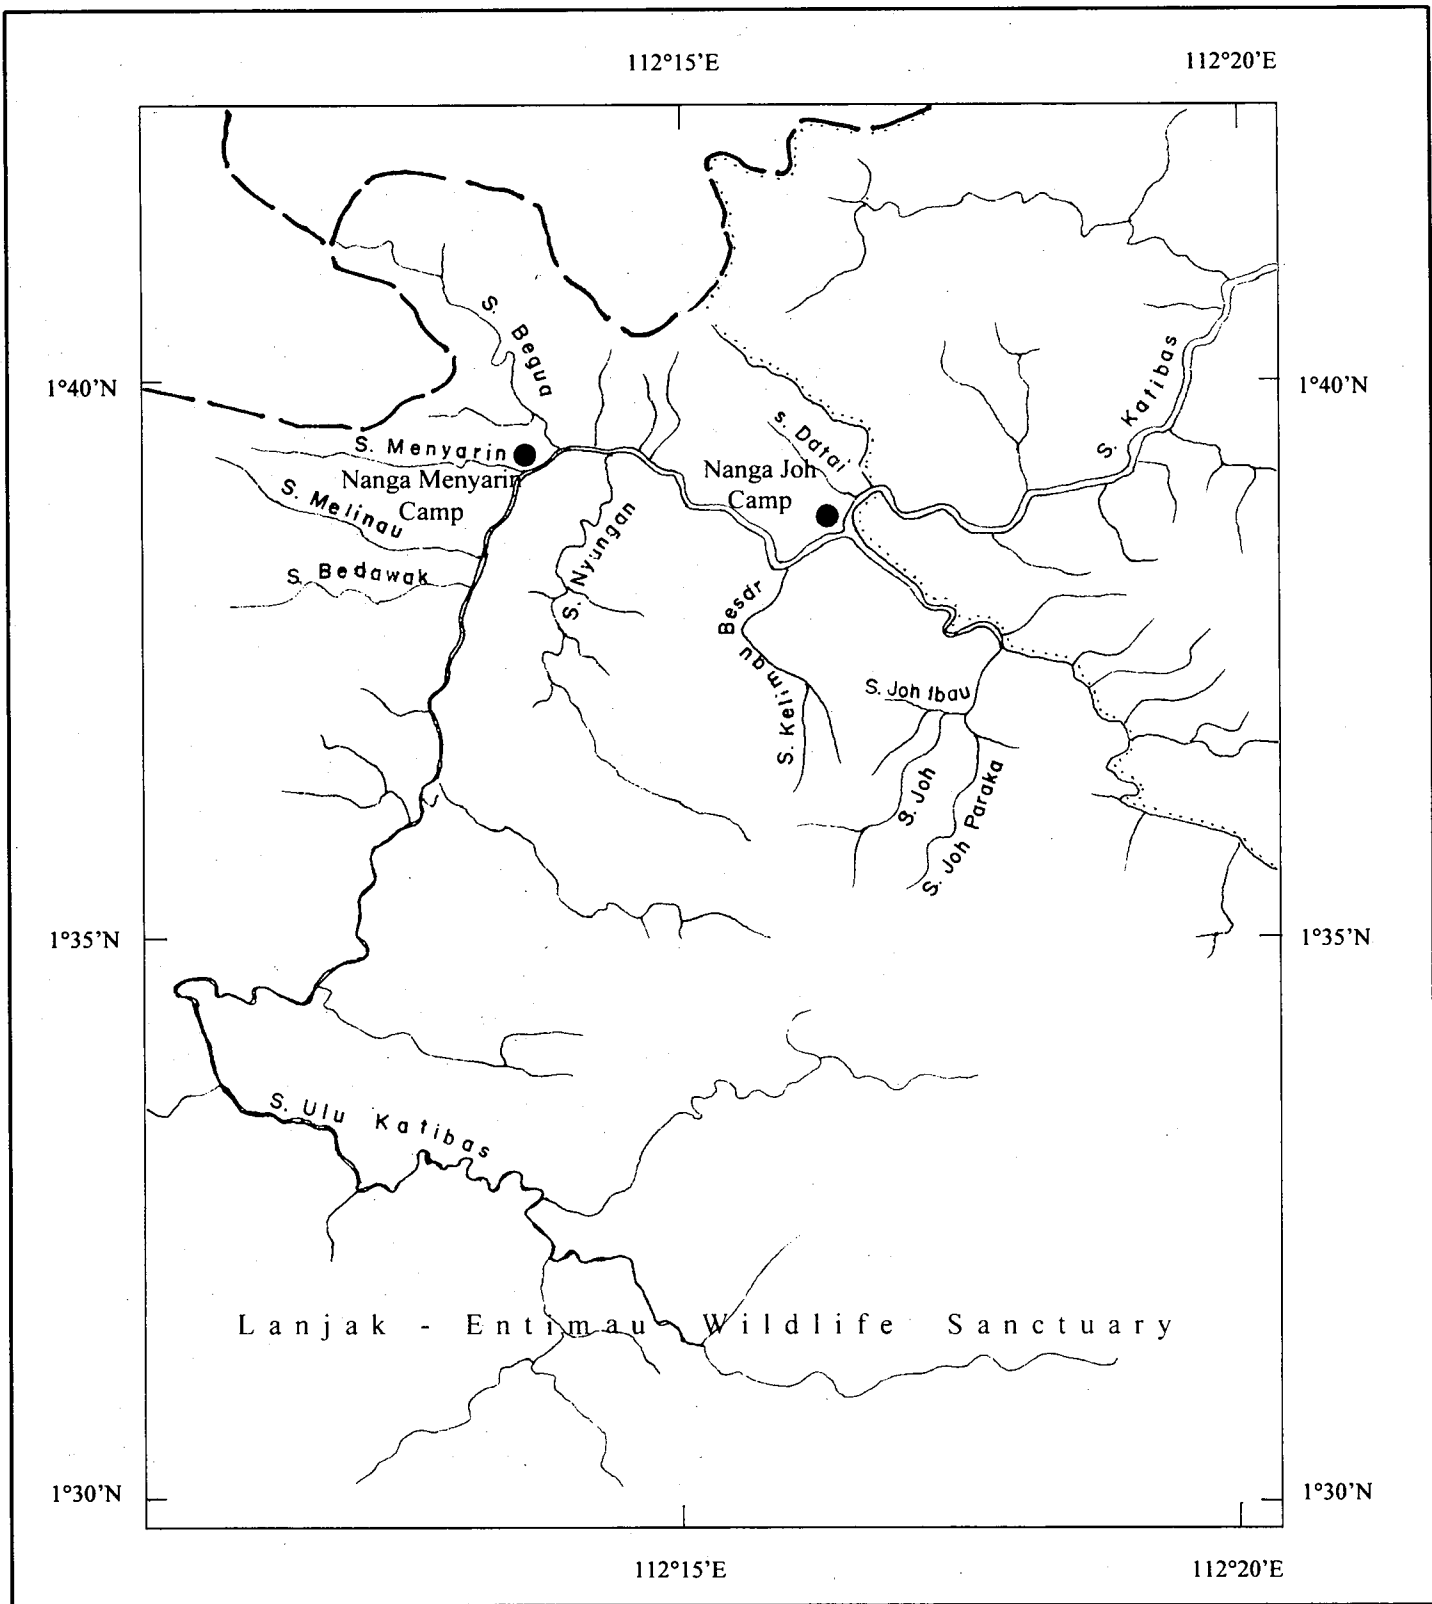 112°15'E
112°20'E
S. Begua
1°40'N
1°40'N
S. Katibas
s. Datai
S. Menyarin
Nanga Menyarin
Camp
Nanga Joh
Camp
S. Melinau
S. Nyungan
S. Bedawak
S. Kelimau Besar
S. Joh Ibau
S. Joh
S. Joh Paraka
1°35'N
1°35'N
S. Ulu Katibas
Lanjak - Entimau Wildlife Sanctuary
1°30'N
1°30'N
112°15'E
112°20'E